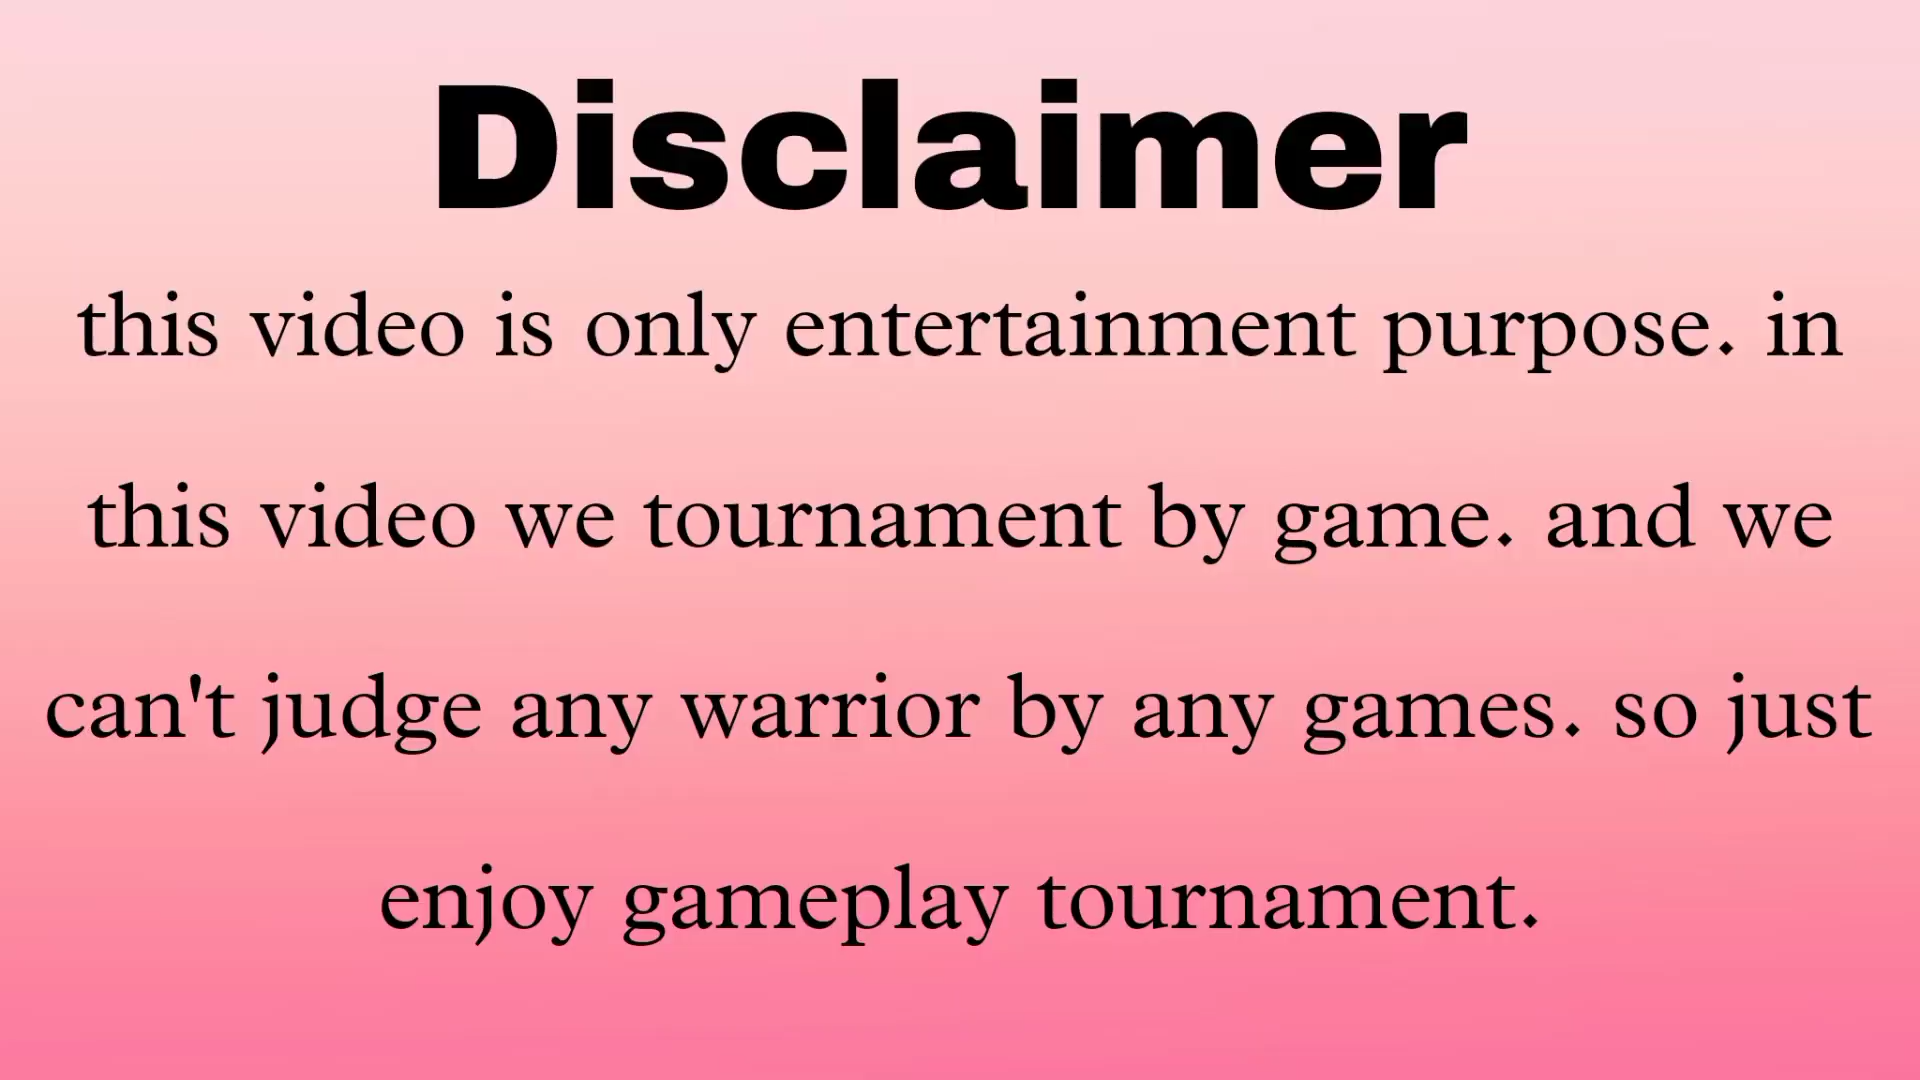 Disclaimer
this video is only entertainment purpose. in
this video we tournament by game. and we
can't judge any warrior by any games. so just
enjoy gameplay tournament.